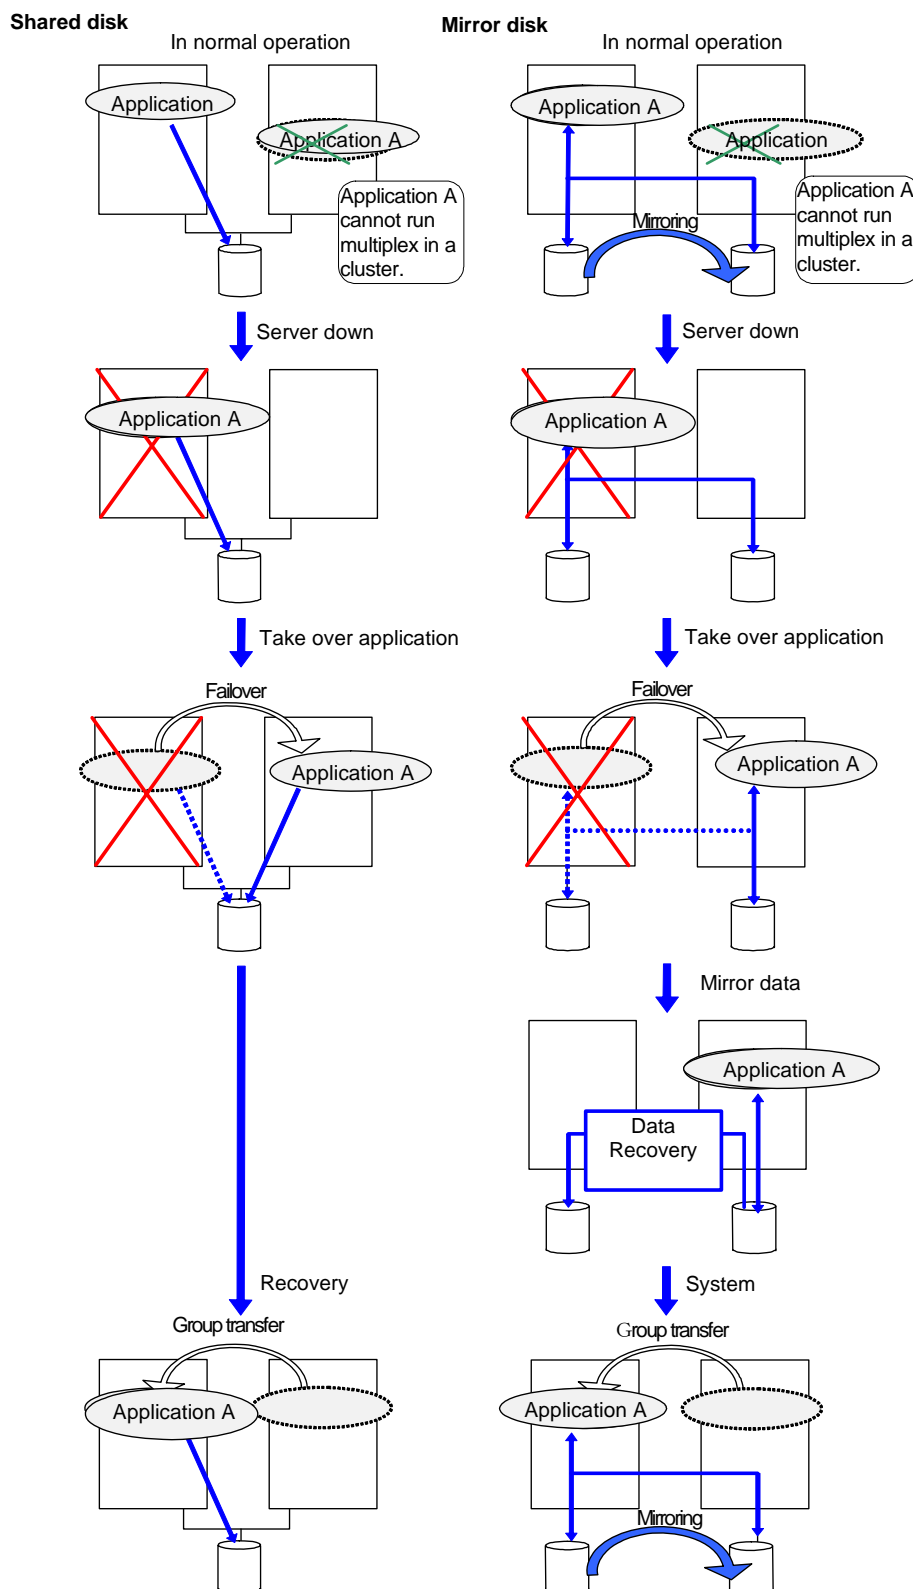 Shared disk
In normal operation
Application
Application A
Application A
cannot run
multiplex in a
cluster.
Server down
Application A
Take over application
Failover
Application A
Recovery
Group transfer
Application A
Mirror disk
In normal operation
Application A
Application
Application A
cannot run
multiplex in a
cluster.
Mirroring
Server down
Application A
Take over application
Failover
Application A
Mirror data
Application A
Data
Recovery
System
Group transfer
Application A
Mirroring